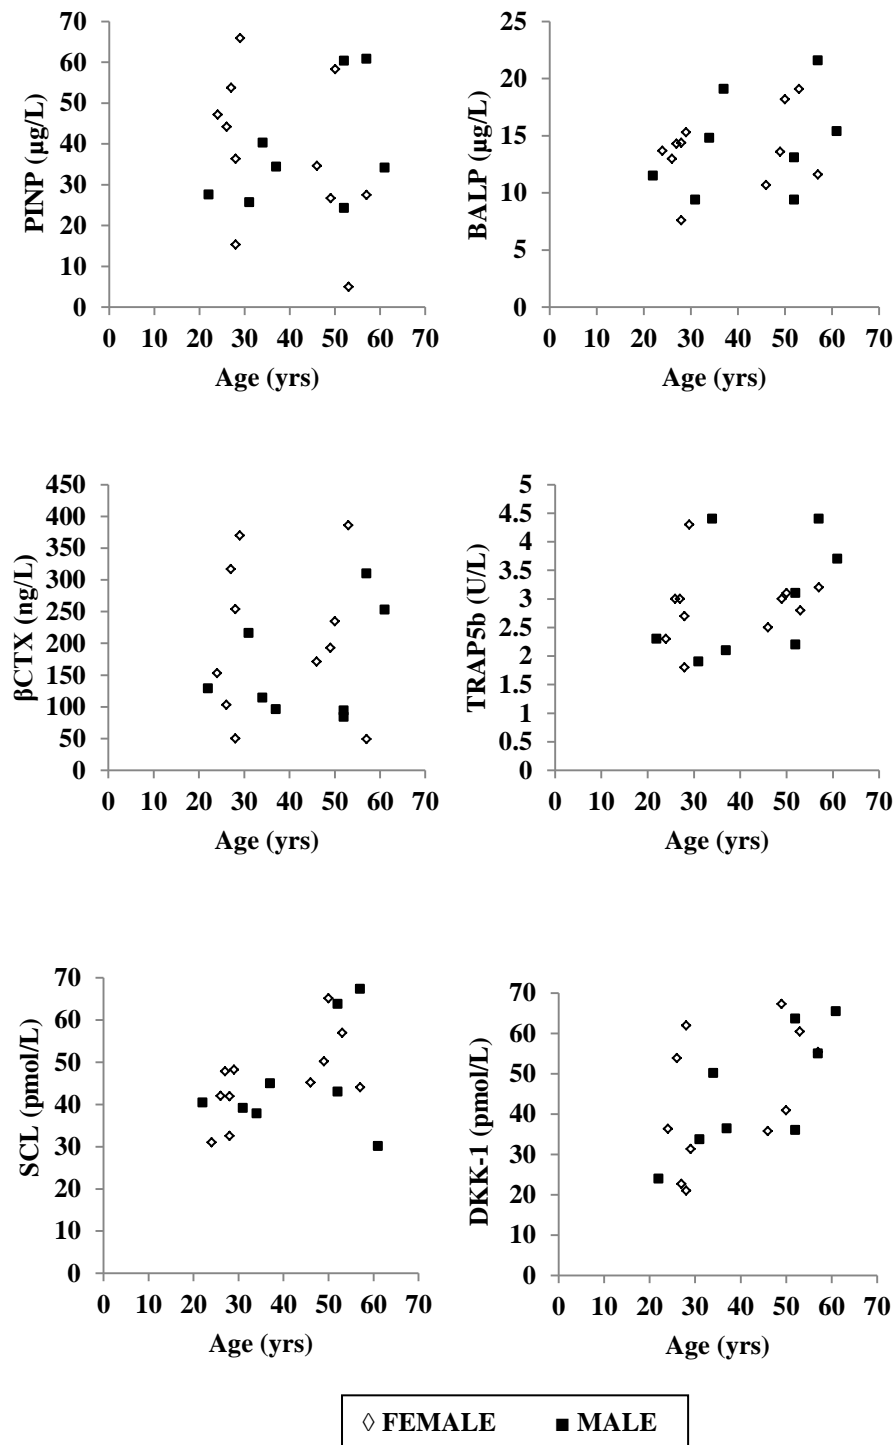 70
60
50
40
30
20
10
0
PINP (µg/L)
0 10 20 30 40 50 60 70
Age (yrs)
25
20
15
10
5
0
BALP (µg/L)
0 10 20 30 40 50 60 70
Age (yrs)
450
400
350
300
250
200
150
100
50
0
βCTX (ng/L)
0 10 20 30 40 50 60 70
Age (yrs)
5
4.5
4
3.5
3
2.5
2
1.5
1
0.5
0
TRAP5b (U/L)
0 10 20 30 40 50 60 70
Age (yrs)
70
60
50
40
30
20
10
0
SCL (pmol/L)
0 10 20 30 40 50 60 70
Age (yrs)
70
60
50
40
30
20
10
0
DKK-1 (pmol/L)
0 10 20 30 40 50 60 70
Age (yrs)
FEMALE MALE